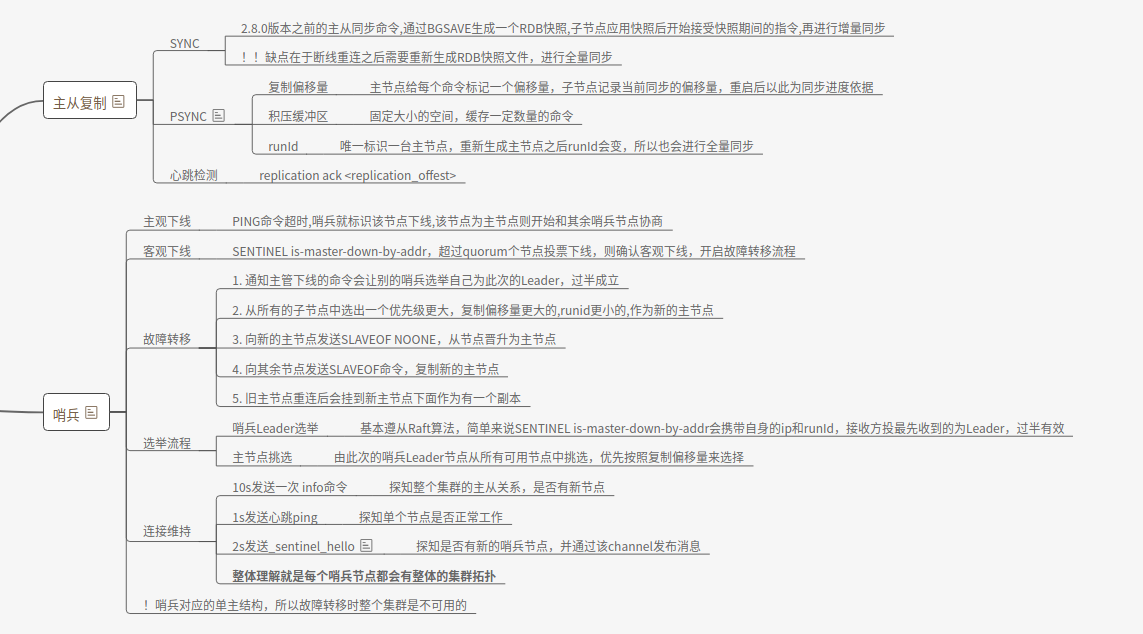 主从复制
SYNC
2.8.0版本之前的主从同步命令,通过BGSAVE生成一个RDB快照,子节点应用快照后开始接受快照期间的指令,再进行增量同步
！！缺点在于断线重连之后需要重新生成RDB快照文件，进行全量同步
PSYNC
复制偏移量 主节点给每个命令标记一个偏移量，子节点记录当前同步的偏移量，重启后以此为同步进度依据
积压缓冲区 固定大小的空间，缓存一定数量的命令
runId 唯一标识一台主节点，重新生成主节点之后runId会变，所以也会进行全量同步
心跳检测 replication ack <replication_offest>
哨兵
主观下线 PING命令超时,哨兵就标识该节点下线,该节点为主节点则开始和其余哨兵节点协商
客观下线 SENTINEL is-master-down-by-addr，超过quorum个节点投票下线，则确认客观下线，开启故障转移流程
故障转移
1. 通知主管下线的命令会让别的哨兵选举自己为此次的Leader，过半成立
2. 从所有的子节点中选出一个优先级更大，复制偏移量更大的,runid更小的,作为新的主节点
3. 向新的主节点发送SLAVEOF NOONE，从节点晋升为主节点
4. 向其余节点发送SLAVEOF命令，复制新的主节点
5. 旧主节点重连后会挂到新主节点下面作为有一个副本
选举流程
哨兵Leader选举 基本遵从Raft算法，简单来说SENTINEL is-master-down-by-addr会携带自身的ip和runId，接收方投最先收到的为Leader，过半有效
主节点挑选 由此次的哨兵Leader节点从所有可用节点中挑选，优先按照复制偏移量来选择
连接维持
10s发送一次 info命令 探知整个集群的主从关系，是否有新节点
1s发送心跳ping 探知单个节点是否正常工作
2s发送_sentinel_hello 探知是否有新的哨兵节点，并通过该channel发布消息
整体理解就是每个哨兵节点都会有整体的集群拓扑
！哨兵对应的单主结构，所以故障转移时整个集群是不可用的